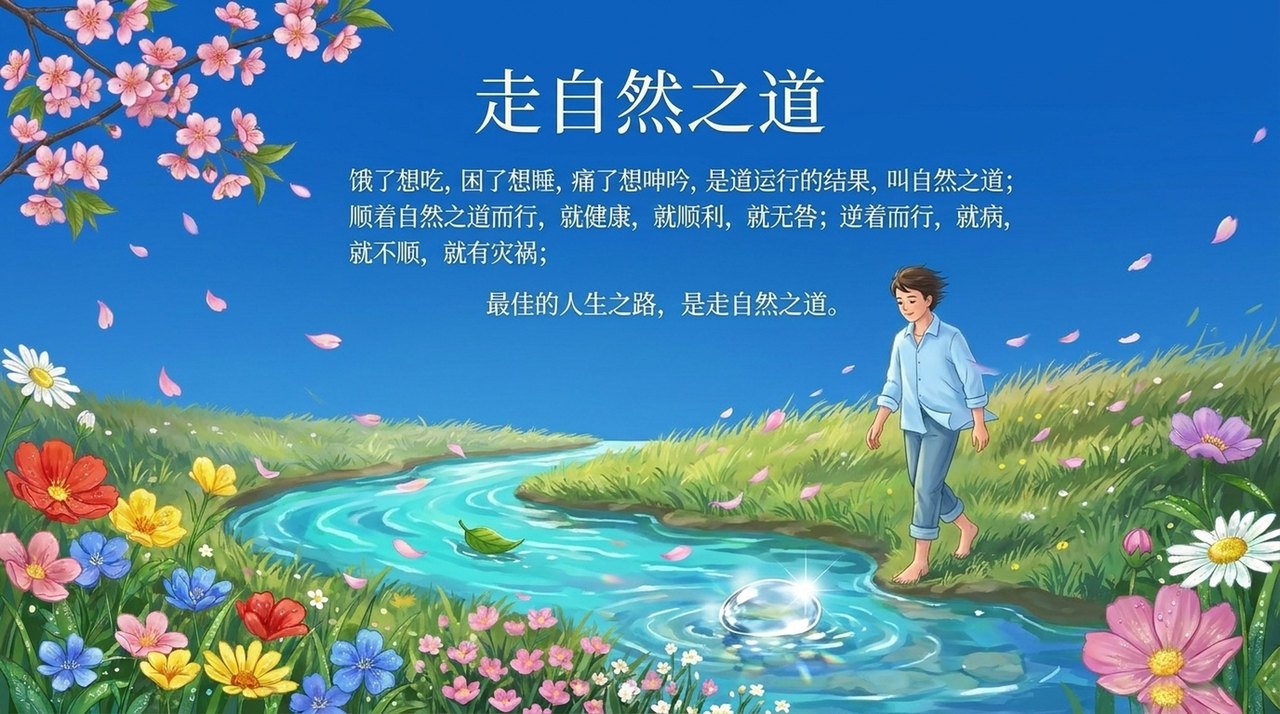 走自然之道
饿了想吃, 困了想睡, 痛了想呻吟, 是道运行的结果, 叫自然之道；
顺着自然之道而行，就健康，就顺利，就无咎；逆着而行，就病，
就不顺，就有灾祸；
最佳的人生之路，是走自然之道。